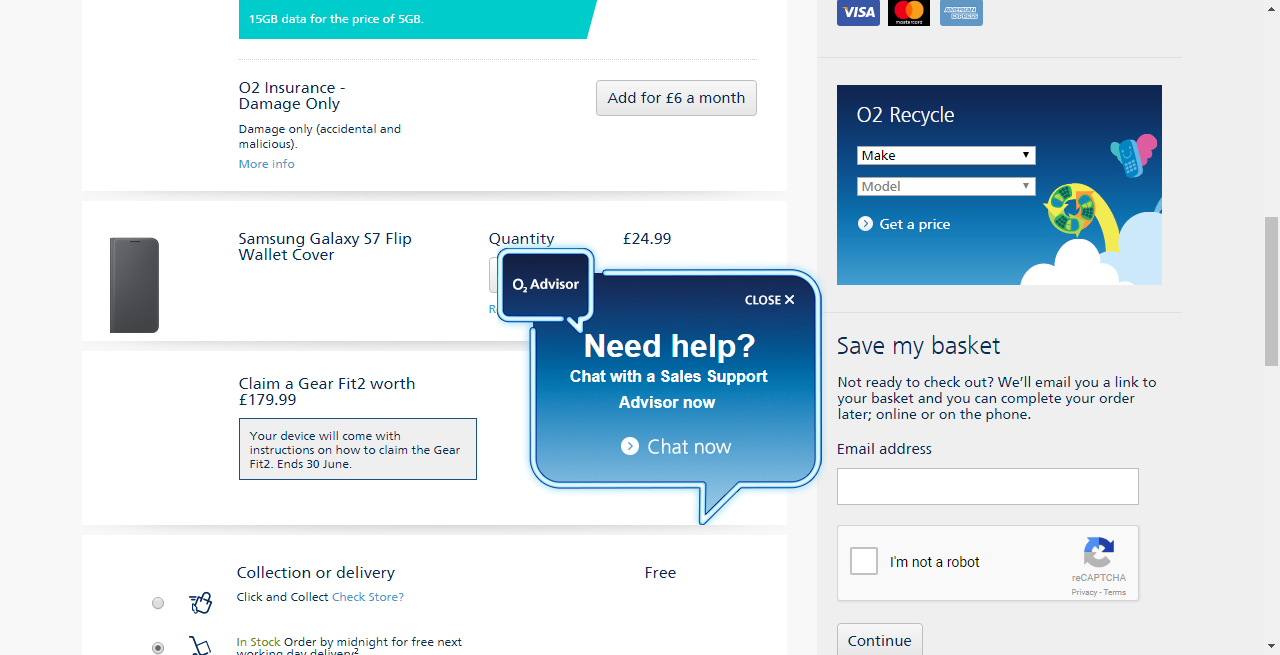 15GB data for the price of 5GB.
O2 Insurance -
Damage Only
Add for £6 a month
Damage only (accidental and
malicious).
More info
Samsung Galaxy S7 Flip
Wallet Cover
Quantity
£24.99
R
O2 Advisor
CLOSE X
Need help?
Chat with a Sales Support
Advisor now
Chat now
Claim a Gear Fit2 worth
£179.99
Your device will come with
instructions on how to claim the Gear
Fit2. Ends 30 June.
Collection or delivery
Free
Click and Collect Check Store?
In Stock Order by midnight for free next
working day delivery²
VISA
mastercard
AMERICAN
EXPRESS
O2 Recycle
Make
Model
Get a price
Save my basket
Not ready to check out? We’ll email you a link to
your basket and you can complete your order
later; online or on the phone.
Email address
I'm not a robot
reCAPTCHA
Privacy - Terms
Continue